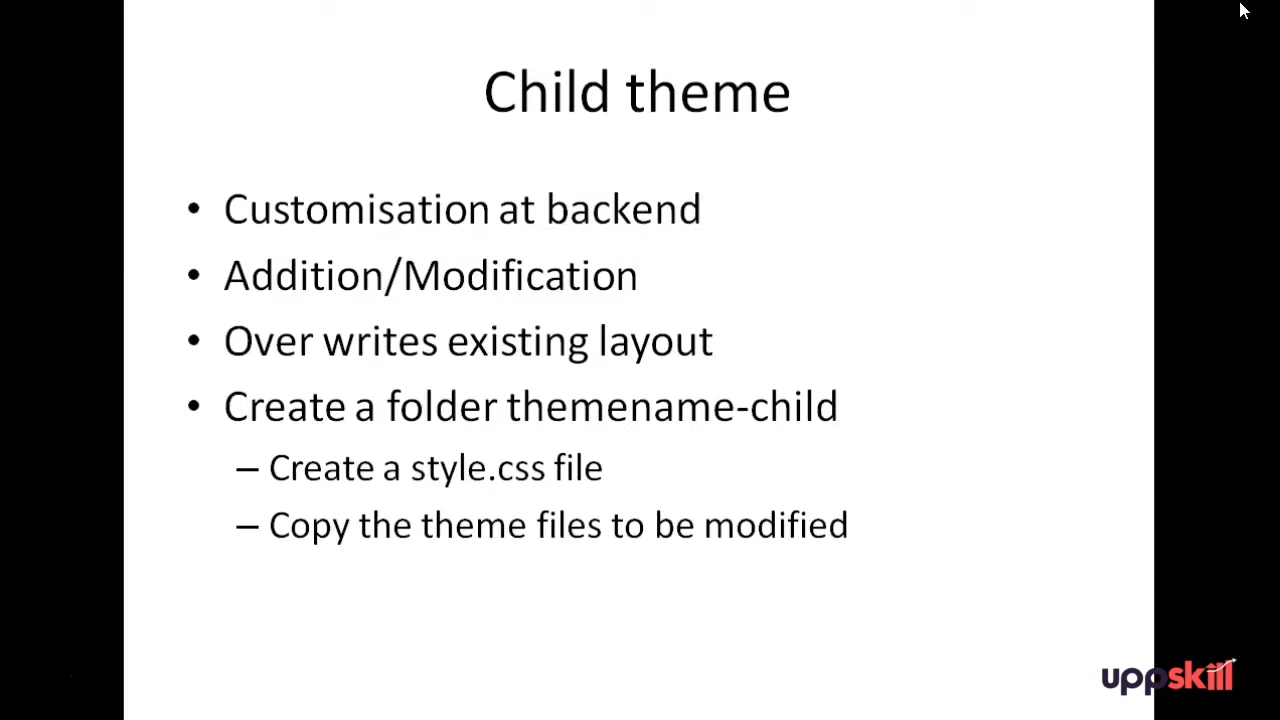 Child theme
• Customisation at backend
• Addition/Modification
• Over writes existing layout
• Create a folder themename-child
– Create a style.css file
– Copy the theme files to be modified
uppskill